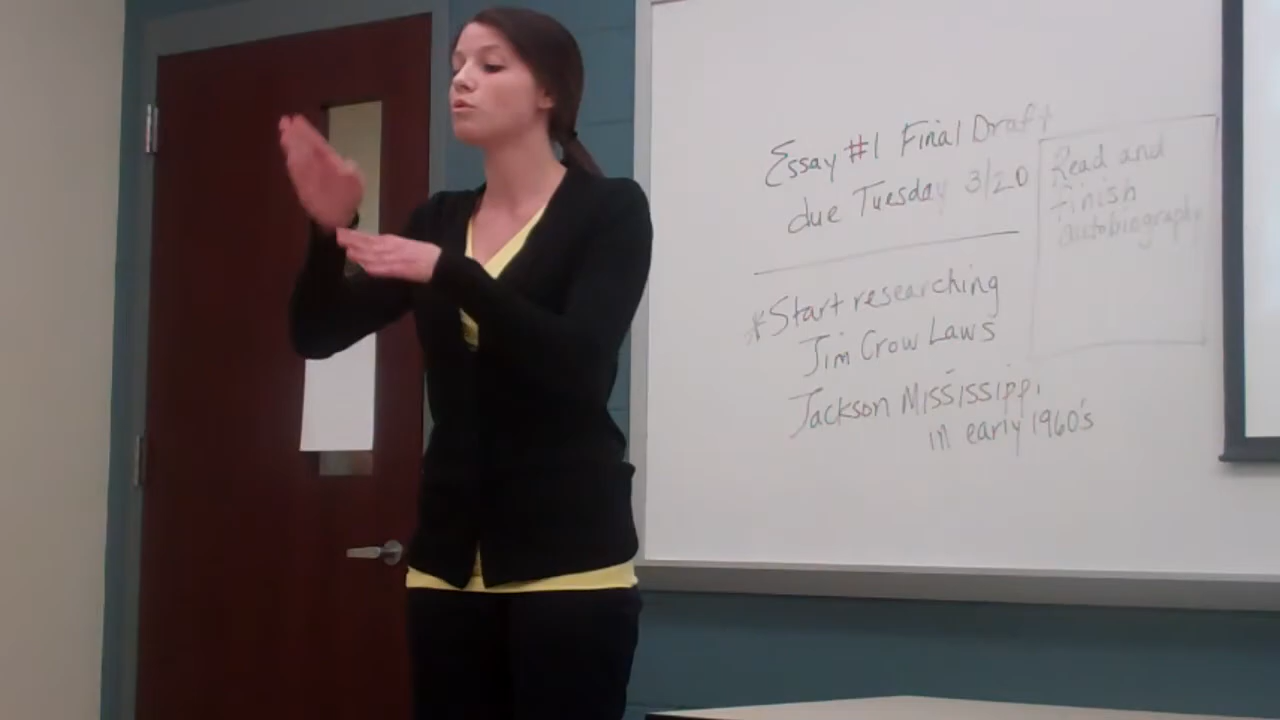 Essay #1 Final Draft
due Tuesday 3/20
Read and
finish
autobiography
*Start researching
Jim Crow Laws
Jackson Mississippi
in early 1960's